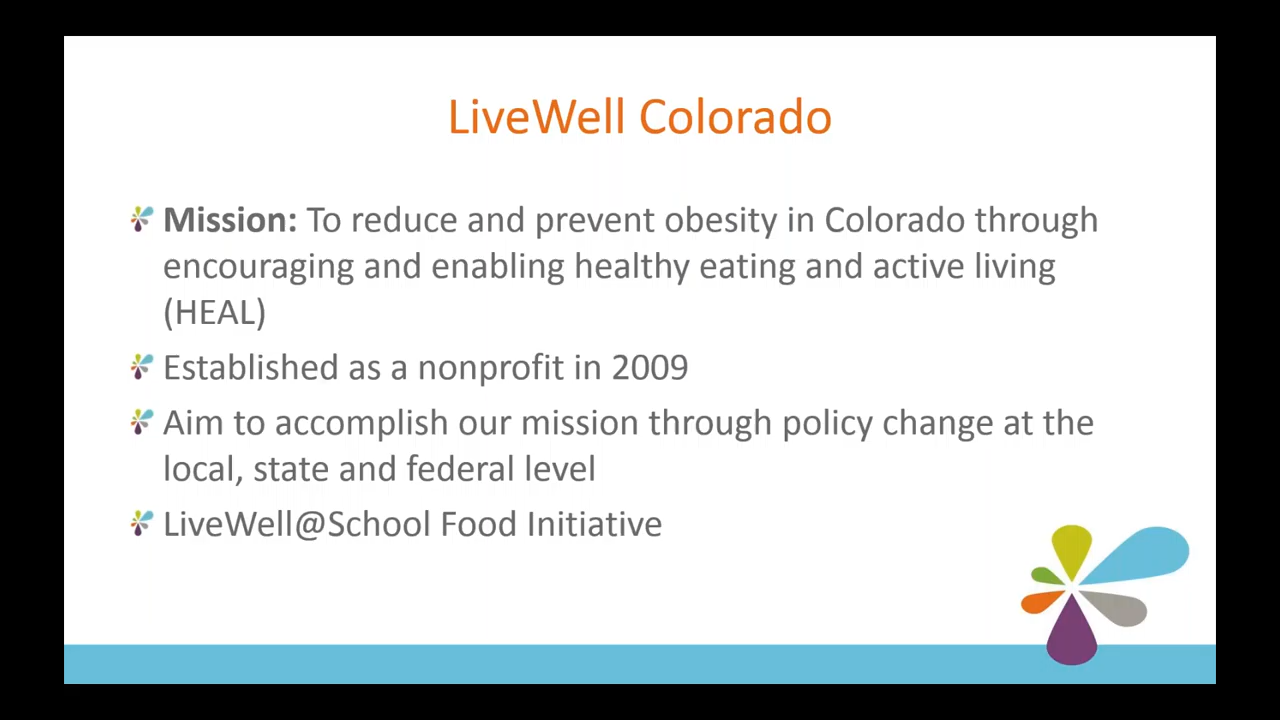 LiveWell Colorado
Mission: To reduce and prevent obesity in Colorado through
encouraging and enabling healthy eating and active living
(HEAL)
Established as a nonprofit in 2009
Aim to accomplish our mission through policy change at the
local, state and federal level
LiveWell@School Food Initiative